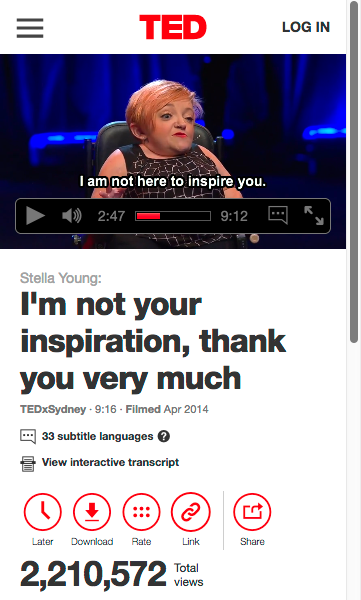 TED
LOG IN
I am not here to inspire you.
2:47
9:12
Stella Young:
I'm not your
inspiration, thank
you very much
TEDxSydney · 9:16 · Filmed Apr 2014
33 subtitle languages ?
View interactive transcript
Later Download Rate Link Share
2,210,572 Total
views